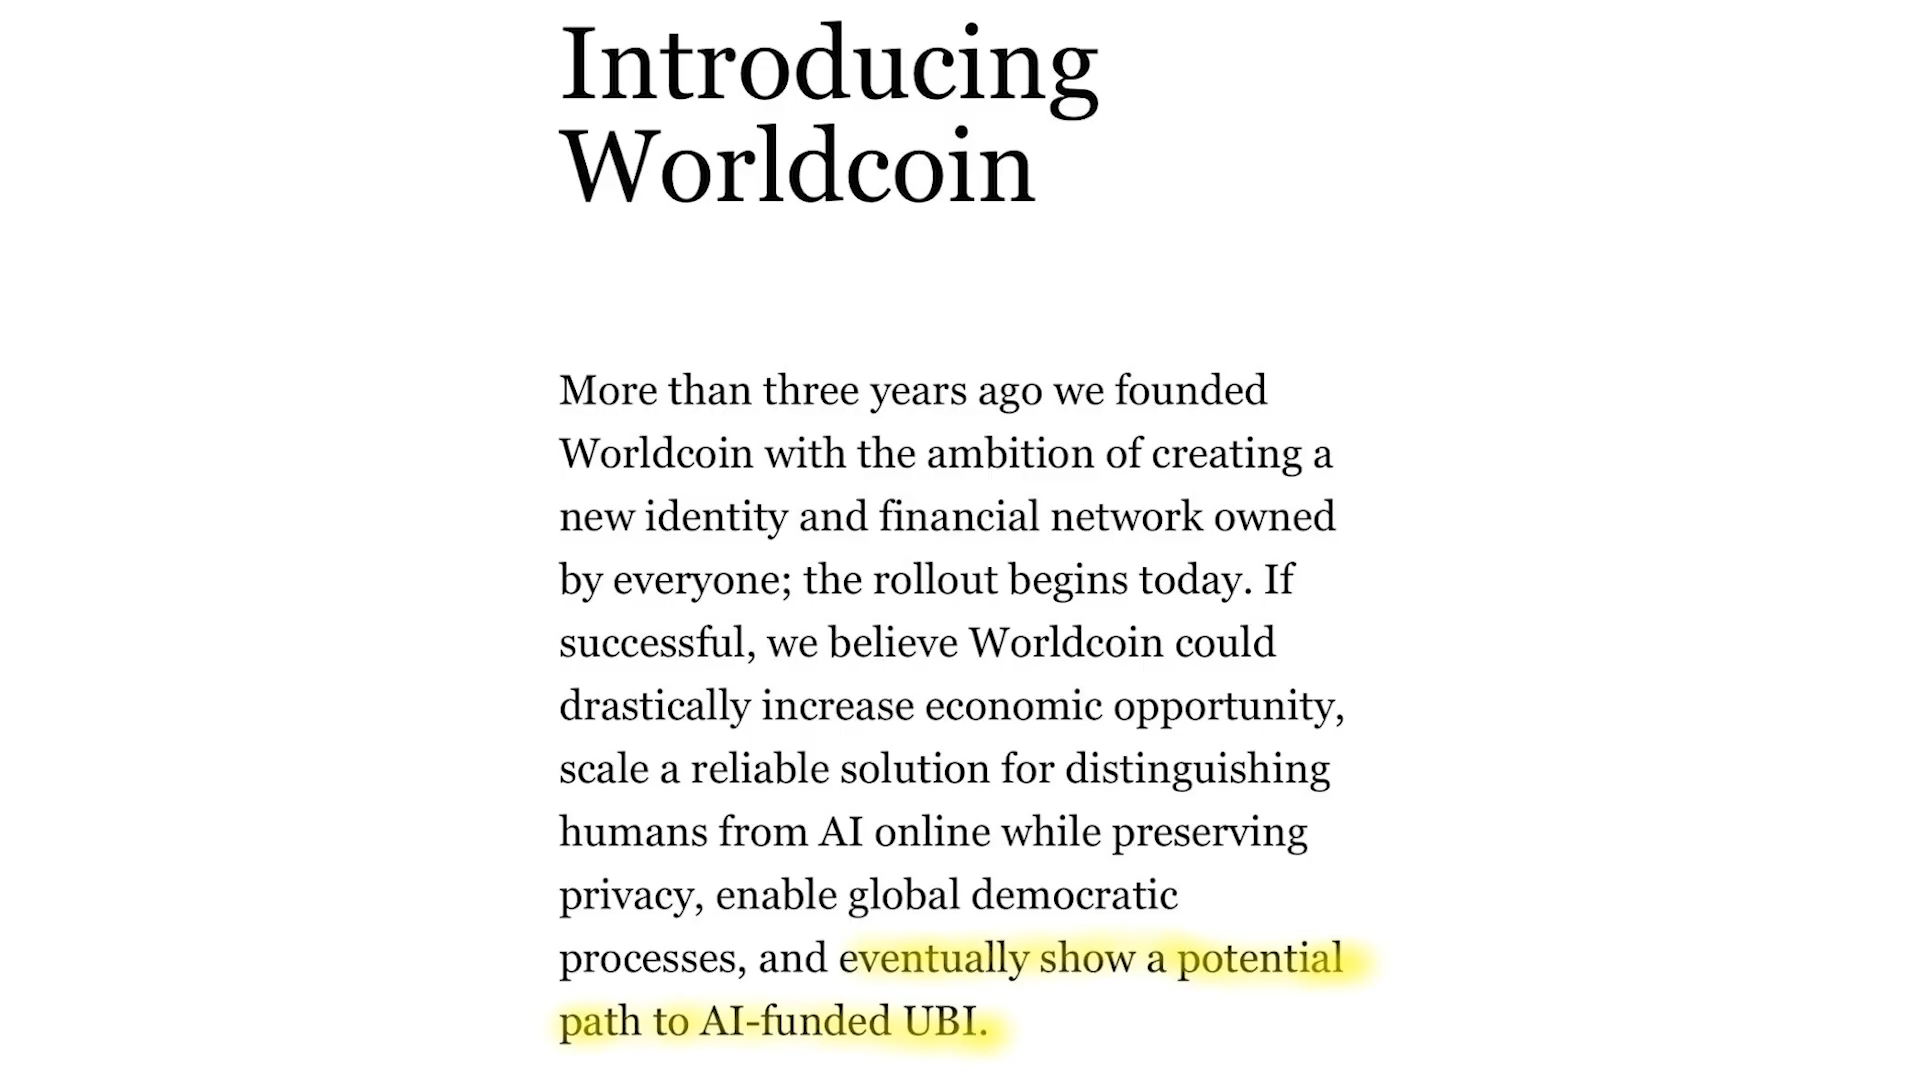 Introducing
Worldcoin
More than three years ago we founded
Worldcoin with the ambition of creating a
new identity and financial network owned
by everyone; the rollout begins today. If
successful, we believe Worldcoin could
drastically increase economic opportunity,
scale a reliable solution for distinguishing
humans from AI online while preserving
privacy, enable global democratic
processes, and eventually show a potential
path to AI-funded UBI.